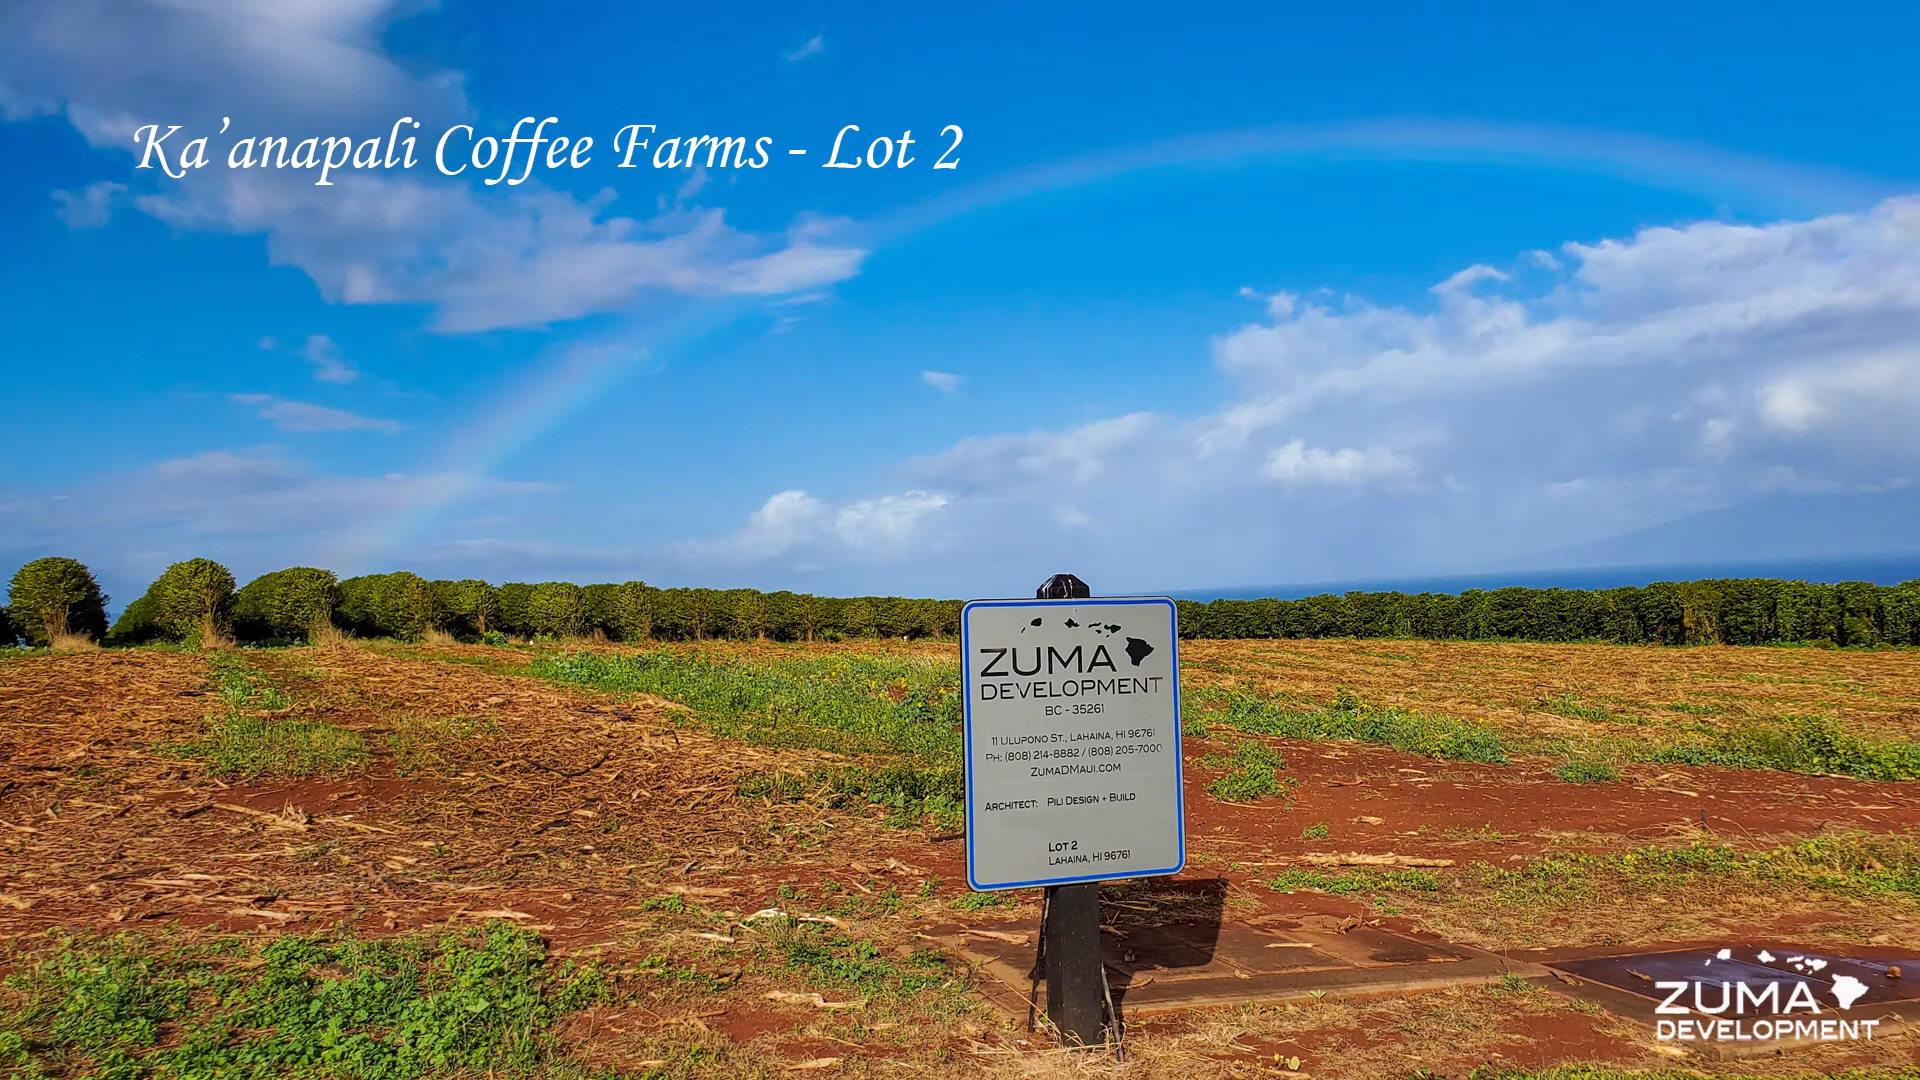 Ka’anapali Coffee Farms - Lot 2
ZUMA
DEVELOPMENT
BC - 35261
11 Ulupono St., Lahaina, HI 96761
Ph: (808) 214-8882 / (808) 205-7000
ZumaDMaui.com
Architect: Pili Design + Build
Lot 2
Lahaina, HI 96761
ZUMA
DEVELOPMENT